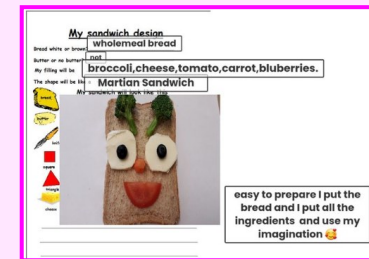 My sandwich design
Bread white or brown
wholemeal bread
Butter or no butter
not
My filling will be
broccoli,cheese,tomato,carrot,bluberries.
The shape will be like
Martian Sandwich
My sandwich will look like this
bread
butter
square
triangle
cheese
easy to prepare I put the
bread and I put all the
ingredients and use my
imagination 🥰